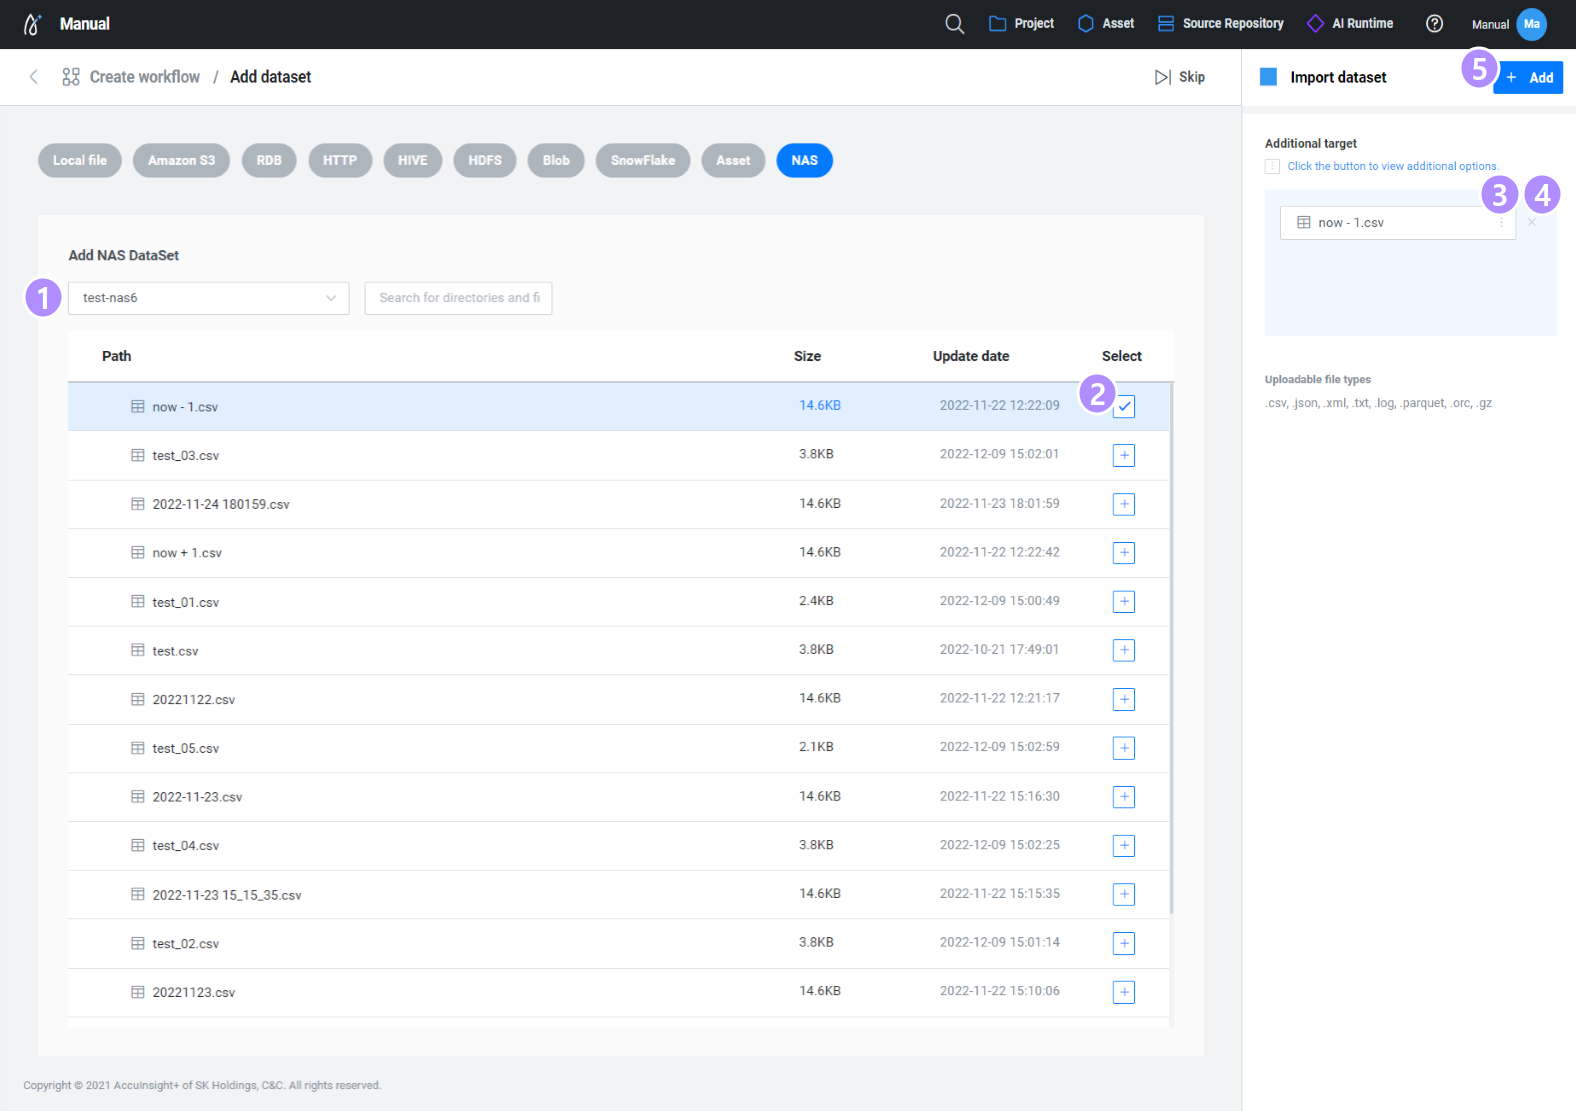 Manual
Project
Asset
Source Repository
AI Runtime
Manual
Ma
Create workflow / Add dataset
Skip
Import dataset
5
+ Add
Local file
Amazon S3
RDB
HTTP
HIVE
HDFS
Blob
SnowFlake
Asset
NAS
Additional target
Click the button to view additional options.
3
4
now - 1.csv
Uploadable file types
.csv, .json, .xml, .txt, .log, .parquet, .orc, .gz
Add NAS DataSet
1
test-nas6
Search for directories and fi
Path Size Update date Select
2
now - 1.csv 14.6KB 2022-11-22 12:22:09
test_03.csv 3.8KB 2022-12-09 15:02:01
2022-11-24 180159.csv 14.6KB 2022-11-23 18:01:59
now + 1.csv 14.6KB 2022-11-22 12:22:42
test_01.csv 2.4KB 2022-12-09 15:00:49
test.csv 3.8KB 2022-10-21 17:49:01
20221122.csv 14.6KB 2022-11-22 12:21:17
test_05.csv 2.1KB 2022-12-09 15:02:59
2022-11-23.csv 14.6KB 2022-11-22 15:16:30
test_04.csv 3.8KB 2022-12-09 15:02:25
2022-11-23 15_15_35.csv 14.6KB 2022-11-22 15:15:35
test_02.csv 3.8KB 2022-12-09 15:01:14
20221123.csv 14.6KB 2022-11-22 15:10:06
Copyright © 2021 AccuInsight+ of SK Holdings, C&C. All rights reserved.